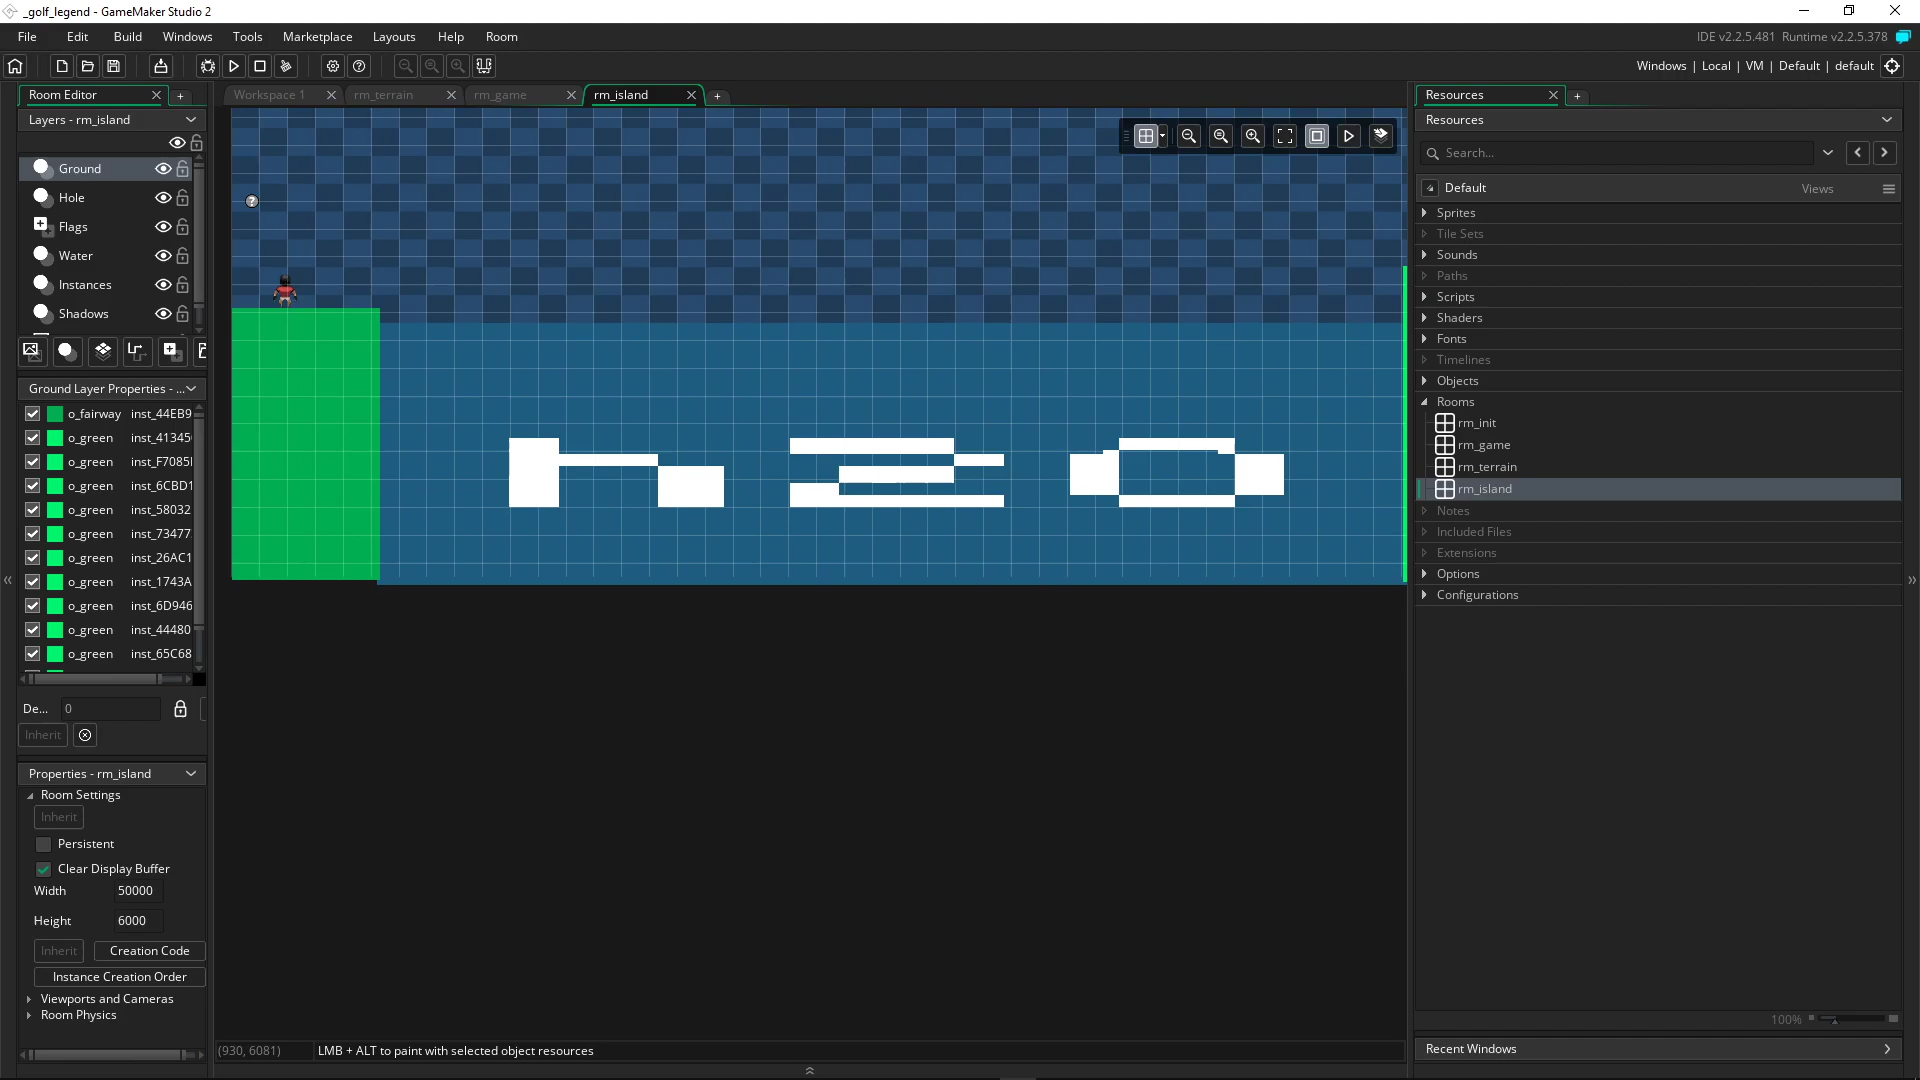 _golf_legend - GameMaker Studio 2
File Edit Build Windows Tools Marketplace Layouts Help Room
IDE v2.2.5.481 Runtime v2.2.5.378
Windows | Local | VM | Default | default
Room Editor
Workspace 1 rm_terrain rm_game rm_island
Resources
Layers - rm_island
Resources
Search...
Ground
Hole
Flags
Water
Instances
Shadows
Default Views
Sprites
Tile Sets
Sounds
Paths
Scripts
Shaders
Fonts
Timelines
Objects
Rooms
rm_init
rm_game
rm_terrain
rm_island
Notes
Included Files
Extensions
Options
Configurations
Ground Layer Properties - ...
o_fairway inst_44EB9
o_green inst_41345
o_green inst_F7085
o_green inst_6CBD1
o_green inst_58032
o_green inst_73477
o_green inst_26AC1
o_green inst_1743A
o_green inst_6D946
o_green inst_44480
o_green inst_65C68
De... 0
Inherit
Properties - rm_island
Room Settings
Inherit
Persistent
Clear Display Buffer
Width 50000
Height 6000
Inherit Creation Code
Instance Creation Order
Viewports and Cameras
Room Physics
(930, 6081) LMB + ALT to paint with selected object resources
100%
Recent Windows